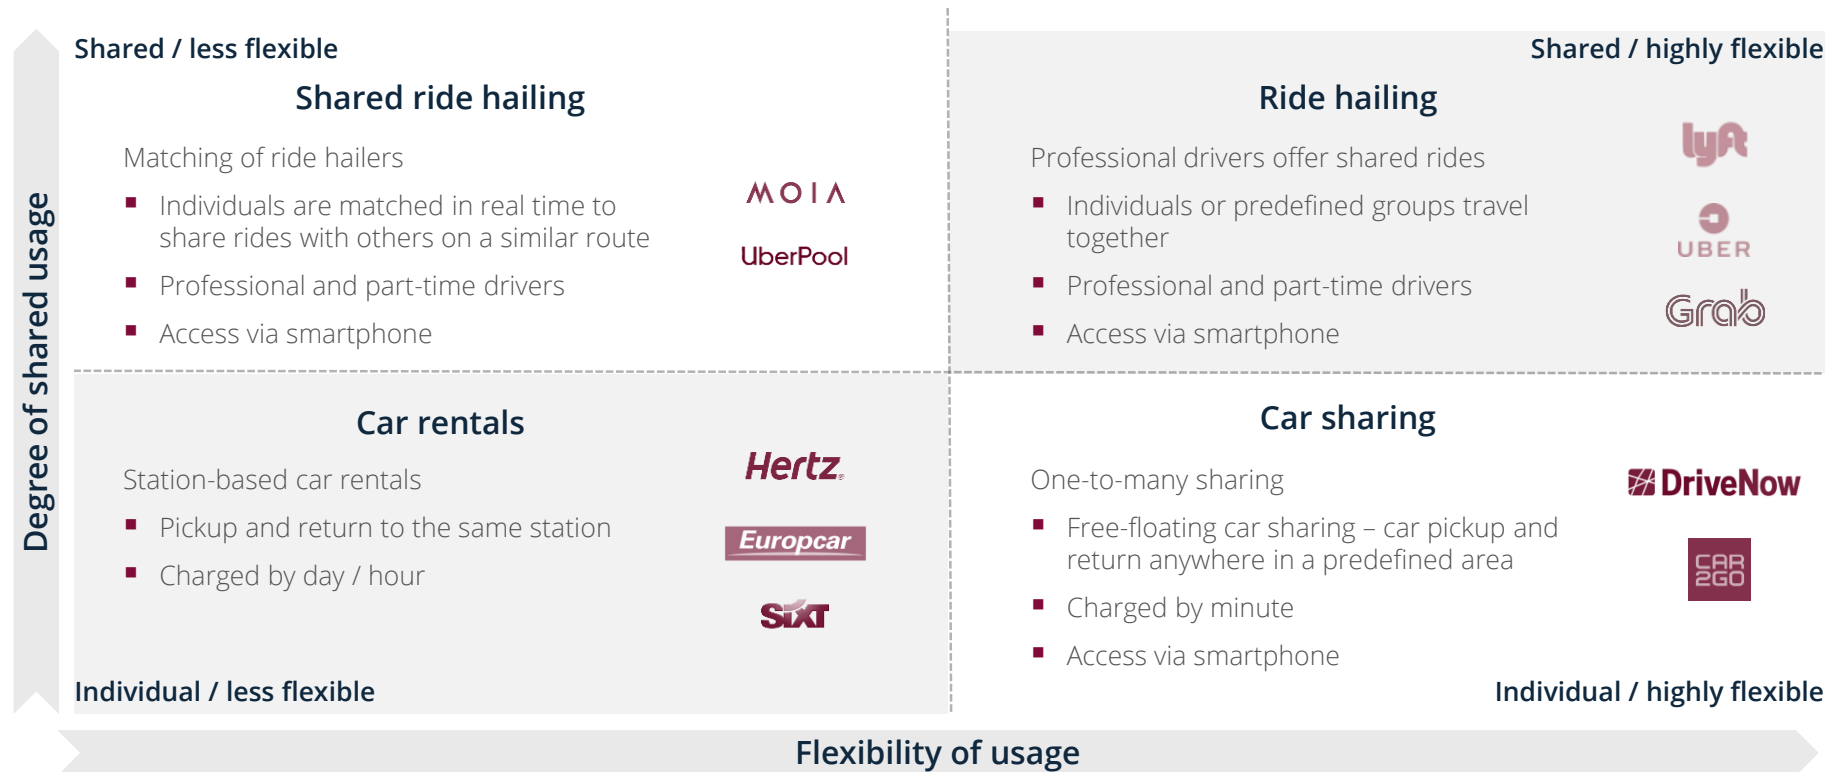 Shared / less flexible
Shared ride hailing
Matching of ride hailers
Individuals are matched in real time to
share rides with others on a similar route
Professional and part-time drivers
Access via smartphone
MOIA
UberPool
Shared / highly flexible
Ride hailing
Professional drivers offer shared rides
Individuals or predefined groups travel
together
Professional and part-time drivers
Access via smartphone
lyft
UBER
Grab
Degree of shared usage
Car rentals
Station-based car rentals
Pickup and return to the same station
Charged by day / hour
Hertz®
Europcar
SiXT
Individual / less flexible
Car sharing
One-to-many sharing
Free-floating car sharing – car pickup and
return anywhere in a predefined area
Charged by minute
Access via smartphone
DriveNow
CAR
2GO
Individual / highly flexible
Flexibility of usage